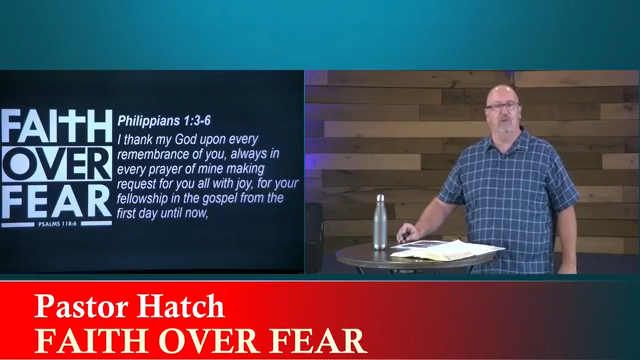 FAITH
OVER
FEAR
PSALMS 118:6
Philippians 1:3-6
I thank my God upon every
remembrance of you, always in
every prayer of mine making
request for you all with joy, for your
fellowship in the gospel from the
first day until now,
Pastor Hatch
FAITH OVER FEAR